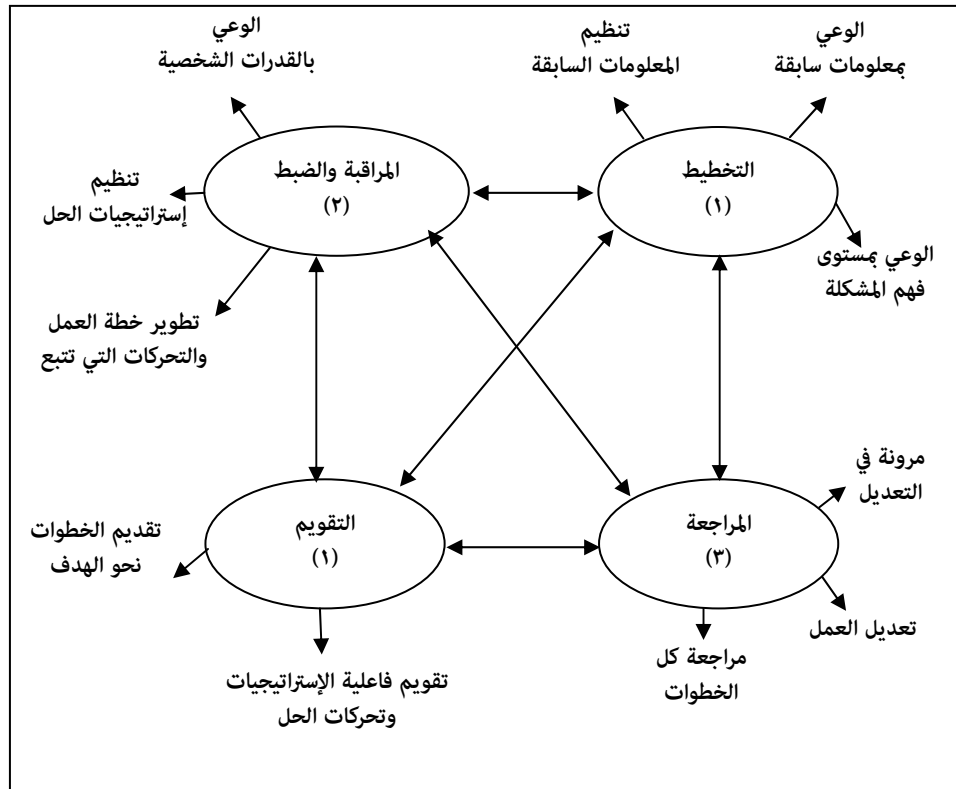 الوعي
بمعلومات سابقة
تنظيم
المعلومات السابقة
الوعي
بالقدرات الشخصية
التخطيط
(١)
المراقبة والضبط
(٢)
تنظيم
إستراتيجيات الحل
الوعي بمستوى
فهم المشكلة
تطوير خطة العمل
والتحركات التي تتبع
مرونة في
التعديل
المراجعة
(٣)
التقويم
(١)
تقديم الخطوات
نحو الهدف
تعديل العمل
مراجعة كل
الخطوات
تقويم فاعلية الإستراتيجيات
وتحركات الحل